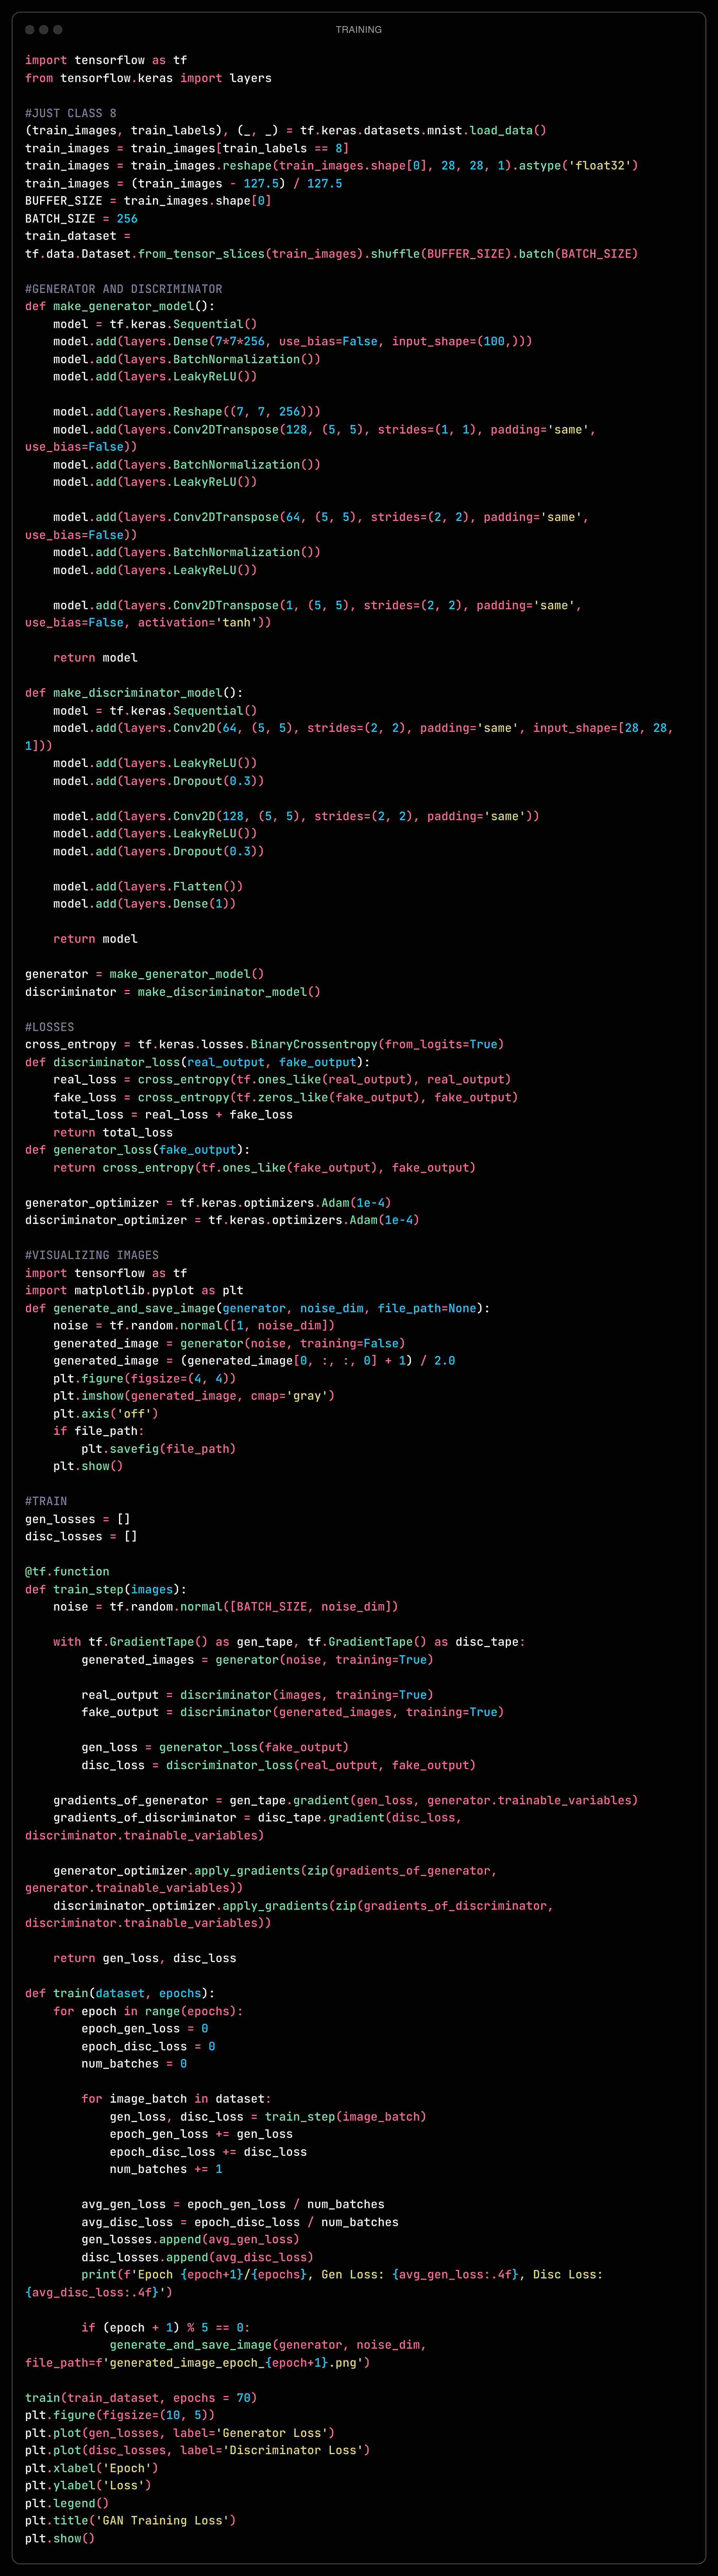 TRAINING
import tensorflow as tf
from tensorflow.keras import layers

#JUST CLASS 8
(train_images, train_labels), (_, _) = tf.keras.datasets.mnist.load_data()
train_images = train_images[train_labels == 8]
train_images = train_images.reshape(train_images.shape[0], 28, 28, 1).astype('float32')
train_images = (train_images - 127.5) / 127.5
BUFFER_SIZE = train_images.shape[0]
BATCH_SIZE = 256
train_dataset =
tf.data.Dataset.from_tensor_slices(train_images).shuffle(BUFFER_SIZE).batch(BATCH_SIZE)

#GENERATOR AND DISCRIMINATOR
def make_generator_model():
    model = tf.keras.Sequential()
    model.add(layers.Dense(7*7*256, use_bias=False, input_shape=(100,)))
    model.add(layers.BatchNormalization())
    model.add(layers.LeakyReLU())

    model.add(layers.Reshape((7, 7, 256)))
    model.add(layers.Conv2DTranspose(128, (5, 5), strides=(1, 1), padding='same',
use_bias=False))
    model.add(layers.BatchNormalization())
    model.add(layers.LeakyReLU())

    model.add(layers.Conv2DTranspose(64, (5, 5), strides=(2, 2), padding='same',
use_bias=False))
    model.add(layers.BatchNormalization())
    model.add(layers.LeakyReLU())

    model.add(layers.Conv2DTranspose(1, (5, 5), strides=(2, 2), padding='same',
use_bias=False, activation='tanh'))

    return model

def make_discriminator_model():
    model = tf.keras.Sequential()
    model.add(layers.Conv2D(64, (5, 5), strides=(2, 2), padding='same', input_shape=[28, 28,
1]))
    model.add(layers.LeakyReLU())
    model.add(layers.Dropout(0.3))

    model.add(layers.Conv2D(128, (5, 5), strides=(2, 2), padding='same'))
    model.add(layers.LeakyReLU())
    model.add(layers.Dropout(0.3))

    model.add(layers.Flatten())
    model.add(layers.Dense(1))

    return model

generator = make_generator_model()
discriminator = make_discriminator_model()

#LOSSES
cross_entropy = tf.keras.losses.BinaryCrossentropy(from_logits=True)
def discriminator_loss(real_output, fake_output):
    real_loss = cross_entropy(tf.ones_like(real_output), real_output)
    fake_loss = cross_entropy(tf.zeros_like(fake_output), fake_output)
    total_loss = real_loss + fake_loss
    return total_loss
def generator_loss(fake_output):
    return cross_entropy(tf.ones_like(fake_output), fake_output)

generator_optimizer = tf.keras.optimizers.Adam(1e-4)
discriminator_optimizer = tf.keras.optimizers.Adam(1e-4)

#VISUALIZING IMAGES
import tensorflow as tf
import matplotlib.pyplot as plt
def generate_and_save_image(generator, noise_dim, file_path=None):
    noise = tf.random.normal([1, noise_dim])
    generated_image = generator(noise, training=False)
    generated_image = (generated_image[0, :, :, 0] + 1) / 2.0
    plt.figure(figsize=(4, 4))
    plt.imshow(generated_image, cmap='gray')
    plt.axis('off')
    if file_path:
        plt.savefig(file_path)
    plt.show()

#TRAIN
gen_losses = []
disc_losses = []

@tf.function
def train_step(images):
    noise = tf.random.normal([BATCH_SIZE, noise_dim])

    with tf.GradientTape() as gen_tape, tf.GradientTape() as disc_tape:
        generated_images = generator(noise, training=True)

        real_output = discriminator(images, training=True)
        fake_output = discriminator(generated_images, training=True)

        gen_loss = generator_loss(fake_output)
        disc_loss = discriminator_loss(real_output, fake_output)

    gradients_of_generator = gen_tape.gradient(gen_loss, generator.trainable_variables)
    gradients_of_discriminator = disc_tape.gradient(disc_loss,
discriminator.trainable_variables)

    generator_optimizer.apply_gradients(zip(gradients_of_generator,
generator.trainable_variables))
    discriminator_optimizer.apply_gradients(zip(gradients_of_discriminator,
discriminator.trainable_variables))

    return gen_loss, disc_loss

def train(dataset, epochs):
    for epoch in range(epochs):
        epoch_gen_loss = 0
        epoch_disc_loss = 0
        num_batches = 0

        for image_batch in dataset:
            gen_loss, disc_loss = train_step(image_batch)
            epoch_gen_loss += gen_loss
            epoch_disc_loss += disc_loss
            num_batches += 1

        avg_gen_loss = epoch_gen_loss / num_batches
        avg_disc_loss = epoch_disc_loss / num_batches
        gen_losses.append(avg_gen_loss)
        disc_losses.append(avg_disc_loss)
        print(f'Epoch {epoch+1}/{epochs}, Gen Loss: {avg_gen_loss:.4f}, Disc Loss:
{avg_disc_loss:.4f}')

        if (epoch + 1) % 5 == 0:
            generate_and_save_image(generator, noise_dim,
file_path=f'generated_image_epoch_{epoch+1}.png')

train(train_dataset, epochs = 70)
plt.figure(figsize=(10, 5))
plt.plot(gen_losses, label='Generator Loss')
plt.plot(disc_losses, label='Discriminator Loss')
plt.xlabel('Epoch')
plt.ylabel('Loss')
plt.legend()
plt.title('GAN Training Loss')
plt.show()